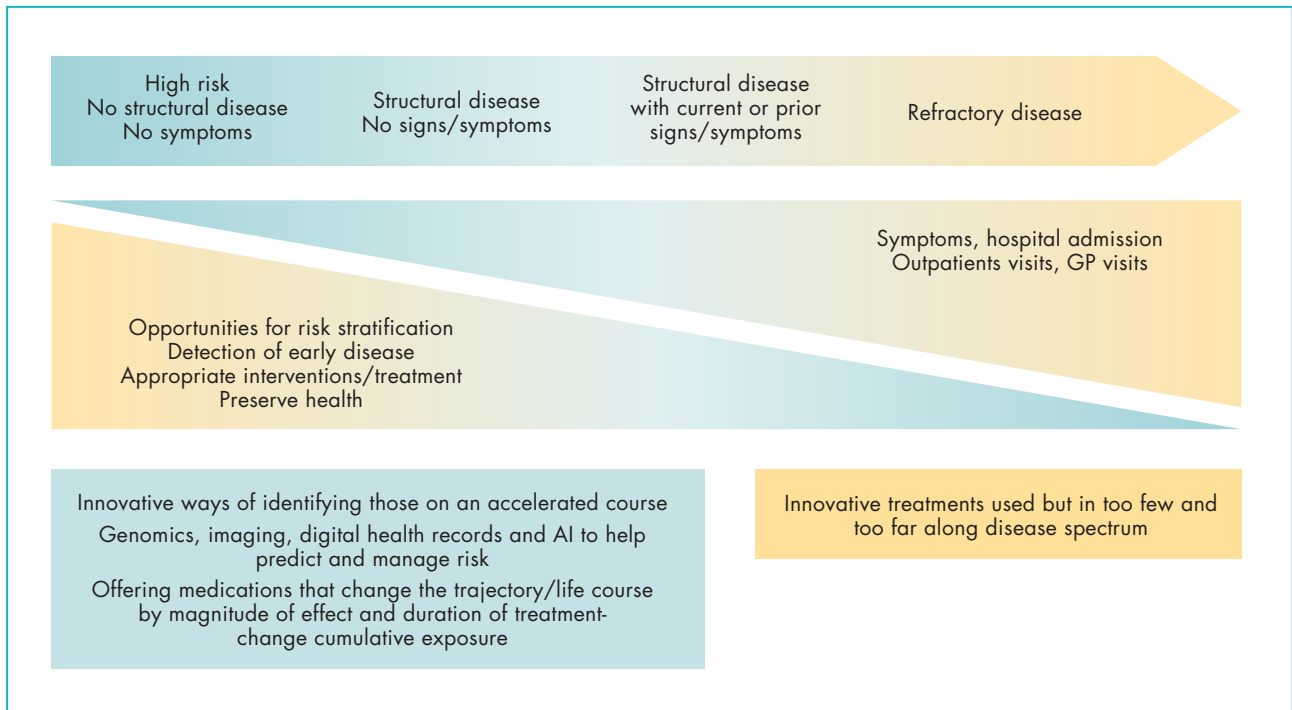 High risk
No structural disease
No symptoms
Structural disease
No signs/symptoms
Structural disease
with current or prior
signs/symptoms
Refractory disease
Symptoms, hospital admission
Outpatients visits, GP visits
Opportunities for risk stratification
Detection of early disease
Appropriate interventions/treatment
Preserve health
Innovative ways of identifying those on an accelerated course
Genomics, imaging, digital health records and AI to help
predict and manage risk
Offering medications that change the trajectory/life course
by magnitude of effect and duration of treatment-
change cumulative exposure
Innovative treatments used but in too few and
too far along disease spectrum